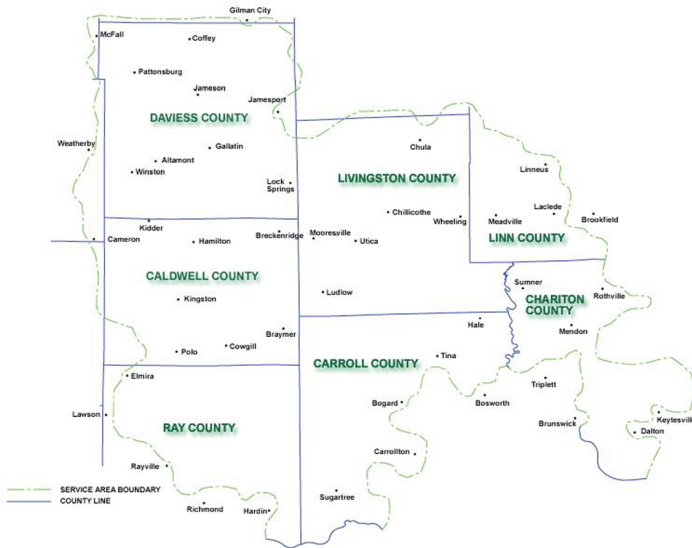 Gilman City
McFall
Coffey
Pattonsburg
Jameson
Jamesport
DAVIESS COUNTY
Weatherby
Gallatin
Altamont
Winston
Lock
Springs
Chula
LIVINGSTON COUNTY
Linneus
Chillicothe
Wheeling
Meadville
Laclede
Brookfield
LINN COUNTY
Kidder
Cameron
Hamilton
Breckenridge
Mooresville
Utica
CALDWELL COUNTY
Kingston
Ludlow
Sumner
Rothville
CHARITON
COUNTY
Mendon
Braymer
Cowgill
Polo
Hale
CARROLL COUNTY
Tina
Elmira
Triplett
Bogard
Bosworth
Lawson
RAY COUNTY
Brunswick
Keytesvill
Dalton
Carrollton
Rayville
Sugartree
Richmond
Hardin
SERVICE AREA BOUNDARY
COUNTY LINE